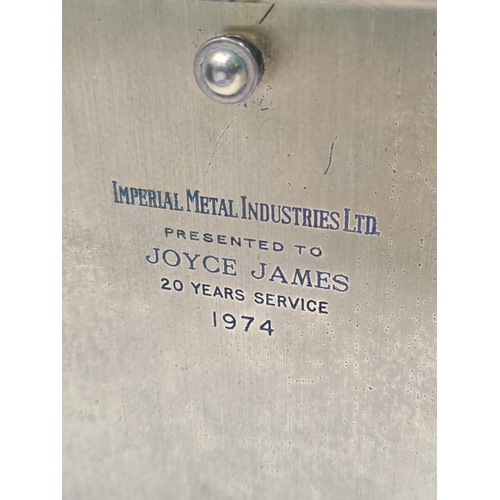 IMPERIAL METAL INDUSTRIES LTD.
PRESENTED TO
JOYCE JAMES
20 YEARS SERVICE
1974